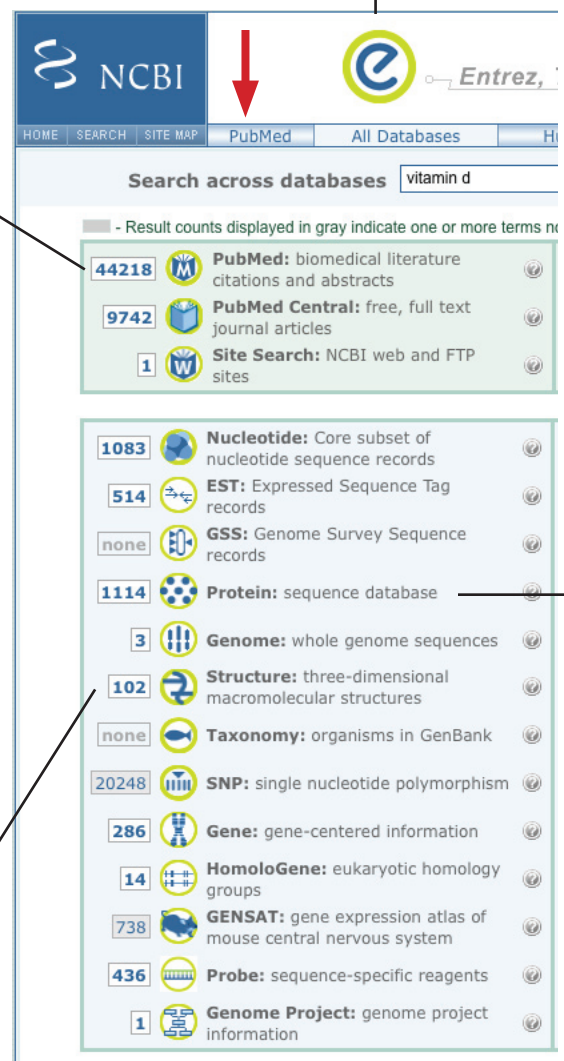 NCBI
Entrez,
HOME SEARCH SITE MAP PubMed All Databases
Search across databases vitamin d
- Result counts displayed in gray indicate one or more terms
44218 PubMed: biomedical literature
citations and abstracts
9742 PubMed Central: free, full text
journal articles
1 Site Search: NCBI web and FTP
sites
1083 Nucleotide: Core subset of
nucleotide sequence records
514 EST: Expressed Sequence Tag
records
none GSS: Genome Survey Sequence
records
1114 Protein: sequence database
3 Genome: whole genome sequences
102 Structure: three-dimensional
macromolecular structures
none Taxonomy: organisms in GenBank
20248 SNP: single nucleotide polymorphism
286 Gene: gene-centered information
14 HomoloGene: eukaryotic homology
groups
738 GENSAT: gene expression atlas of
mouse central nervous system
436 Probe: sequence-specific reagents
1 Genome Project: genome project
information